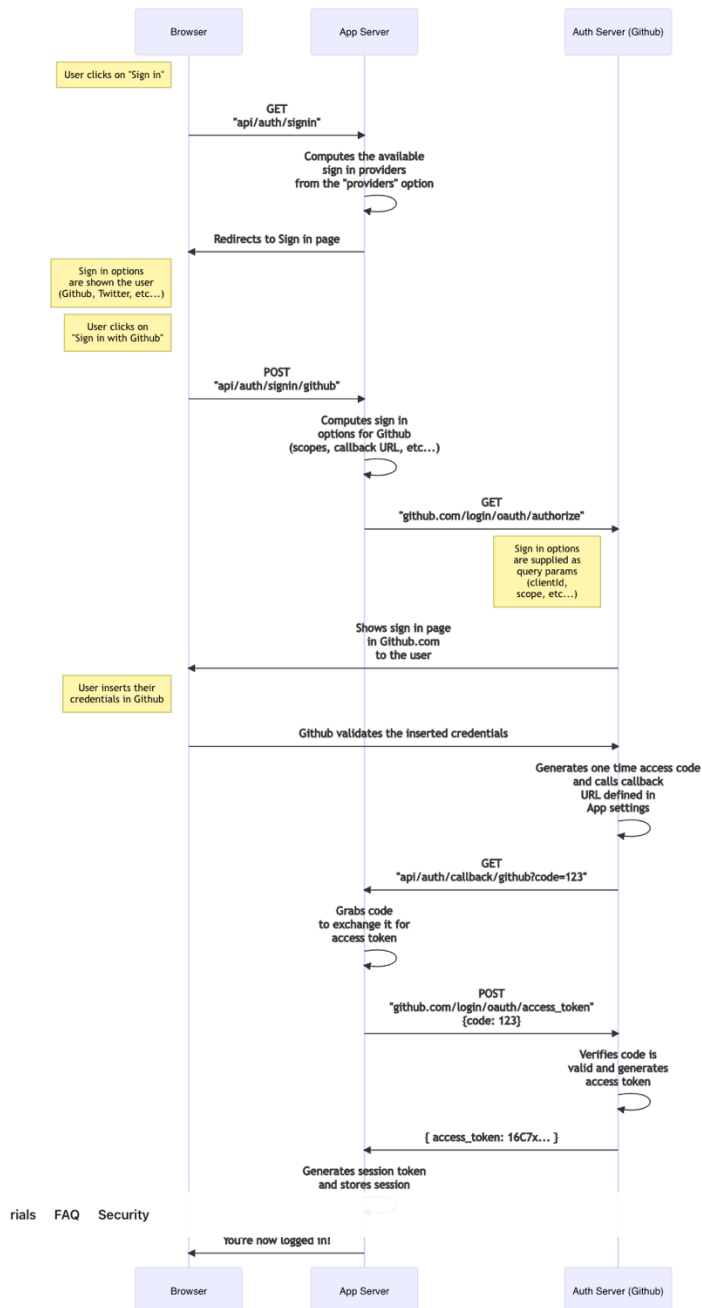 Browser
App Server
Auth Server (Github)
User clicks on "Sign in"
GET
"api/auth/signin"
Computes the available
sign in providers
from the "providers" option
Redirects to Sign in page
Sign in options
are shown the user
(Github, Twitter, etc...)
User clicks on
"Sign in with Github"
POST
"api/auth/signin/github"
Computes sign in
options for Github
(scopes, callback URL, etc...)
GET
"github.com/login/oauth/authorize"
Sign in options
are supplied as
query params
(clientId,
scope, etc...)
Shows sign in page
in Github.com
to the user
User inserts their
credentials in Github
Github validates the inserted credentials
Generates one time access code
and calls callback
URL defined in
App settings
GET
"api/auth/callback/github?code=123"
Grabs code
to exchange it for
access token
POST
"github.com/login/oauth/access_token"
{code: 123}
Verifies code is
valid and generates
access token
{ access_token: 16C7x... }
Generates session token
and stores session
rials FAQ Security
You're now logged in!
Browser
App Server
Auth Server (Github)